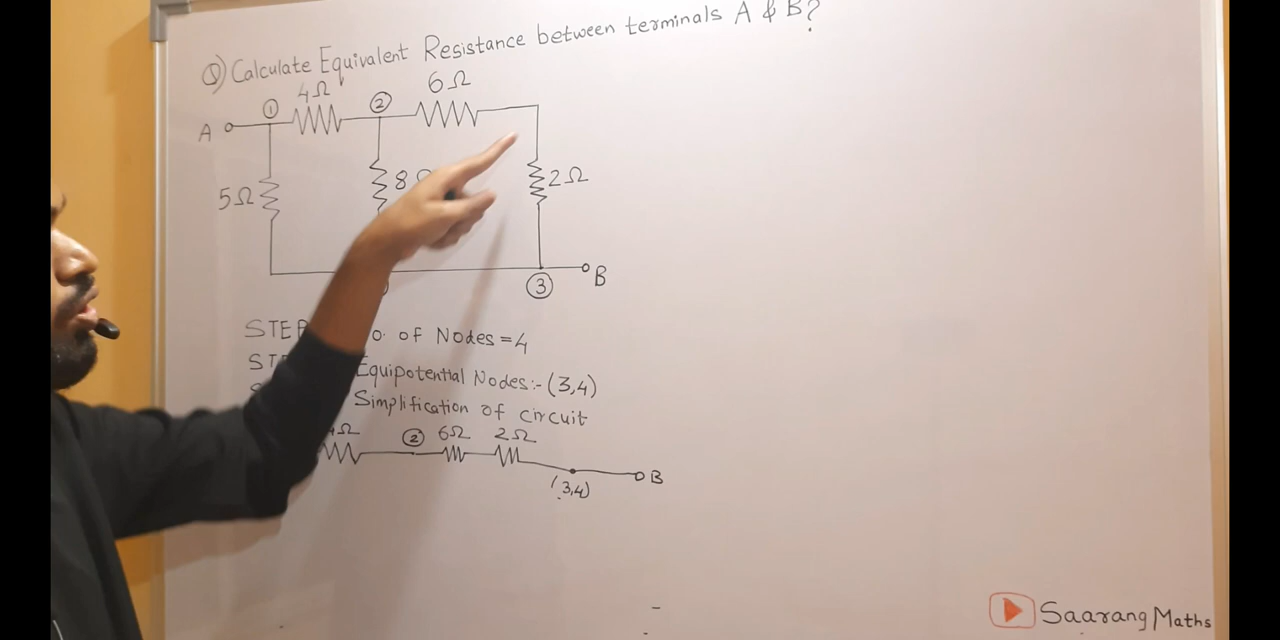 Q) Calculate Equivalent Resistance between terminals A & B?
4Ω
6Ω
A
①
②
5Ω
8
2Ω
③
B
o. of Nodes = 4
Equipotential Nodes:- (3,4)
Simplification of circuit
② 6Ω 2Ω
(3,4)
B
Saarang Maths